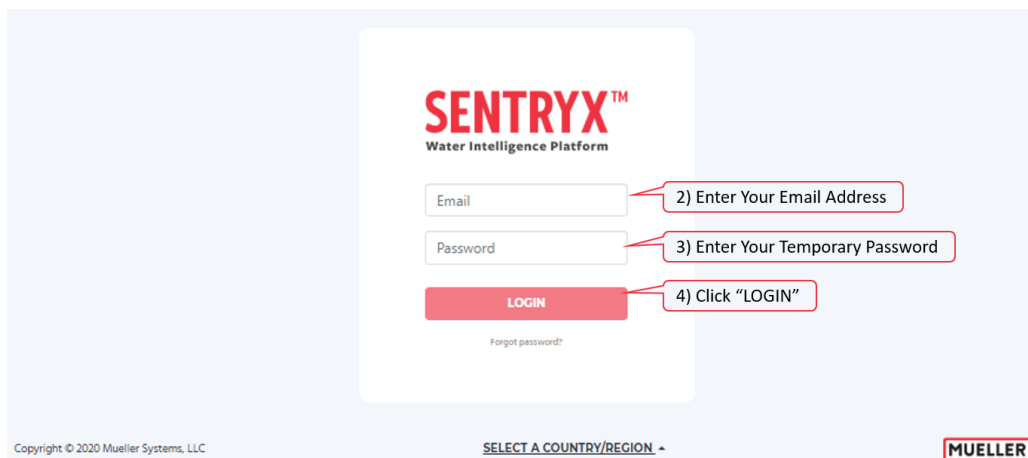 SENTRYX™
Water Intelligence Platform
Email
2) Enter Your Email Address
Password
3) Enter Your Temporary Password
LOGIN
4) Click “LOGIN”
Forgot password?
Copyright © 2020 Mueller Systems, LLC
SELECT A COUNTRY/REGION
MUELLER